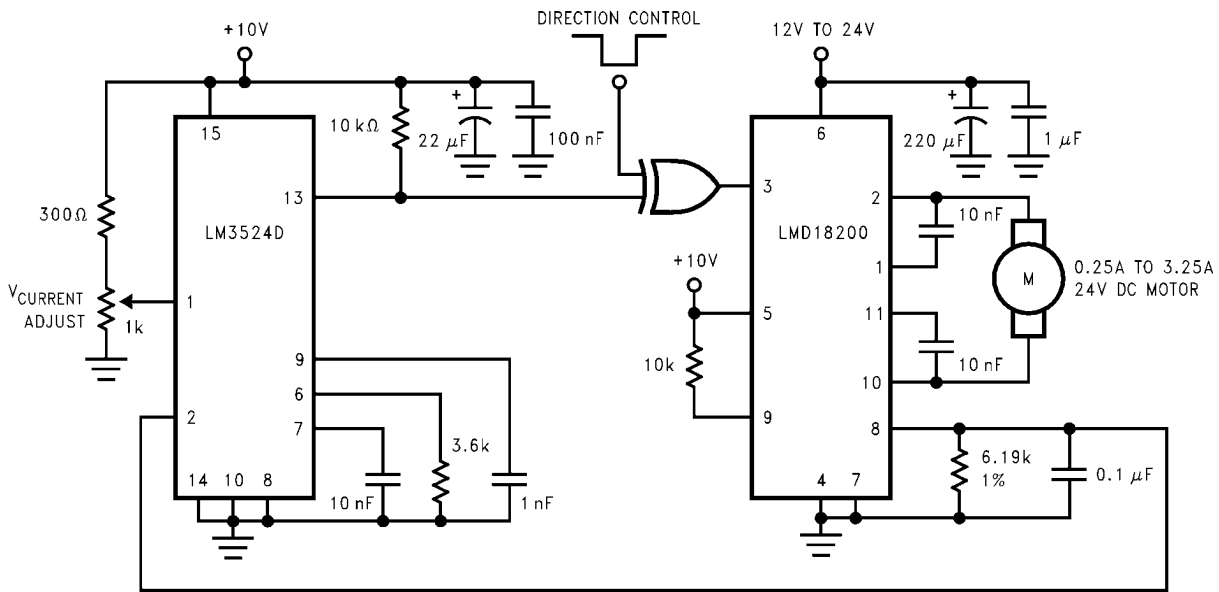 DIRECTION CONTROL
+10V
12V TO 24V
15
10 kΩ
+
22 μF
100 nF
6
+
220 μF
1 μF
13
3
2
10 nF
300Ω
LM3524D
LMD18200
1
+10V
M
0.25A TO 3.25A
24V DC MOTOR
VCURRENT
ADJUST
1k
1
5
11
10 nF
9
10k
10
6
2
7
3.6k
9
8
6.19k
1%
0.1 μF
14
10
8
10 nF
1 nF
4
7